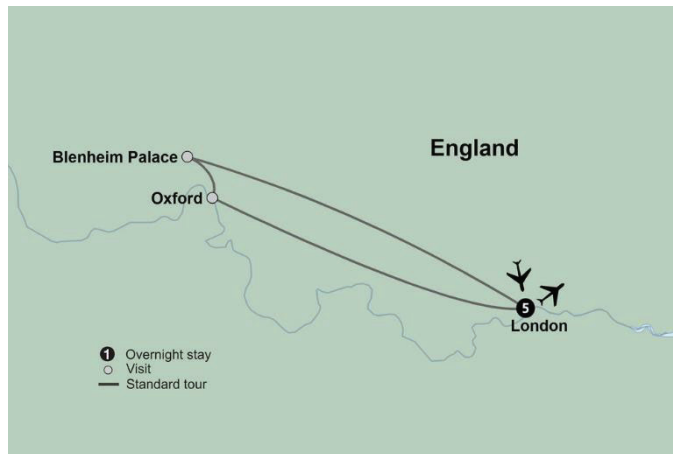 England
Blenheim Palace
Oxford
5
London
1 Overnight stay
Visit
Standard tour